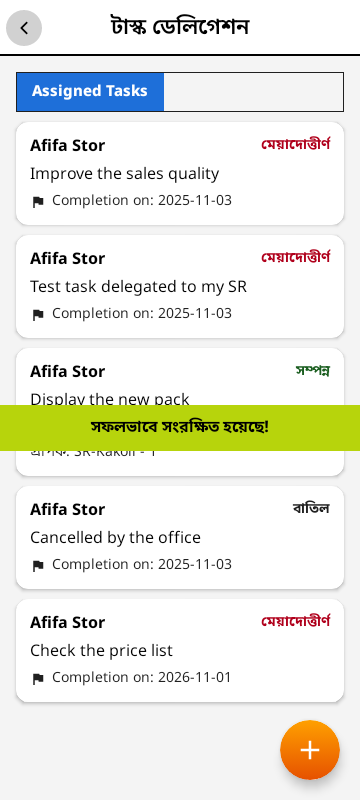 টাস্ক ডেলিগেশন
Assigned Tasks
Afifa Stor
মেয়াদোত্তীর্ণ
Improve the sales quality
Completion on: 2025-11-03
Afifa Stor
মেয়াদোত্তীর্ণ
Test task delegated to my SR
Completion on: 2025-11-03
Afifa Stor
সম্পন্ন
Display the new pack
সফলভাবে সংরক্ষিত হয়েছে!
প্রাপক: SR-Kakoli - 1
Afifa Stor
বাতিল
Cancelled by the office
Completion on: 2025-11-03
Afifa Stor
মেয়াদোত্তীর্ণ
Check the price list
Completion on: 2026-11-01